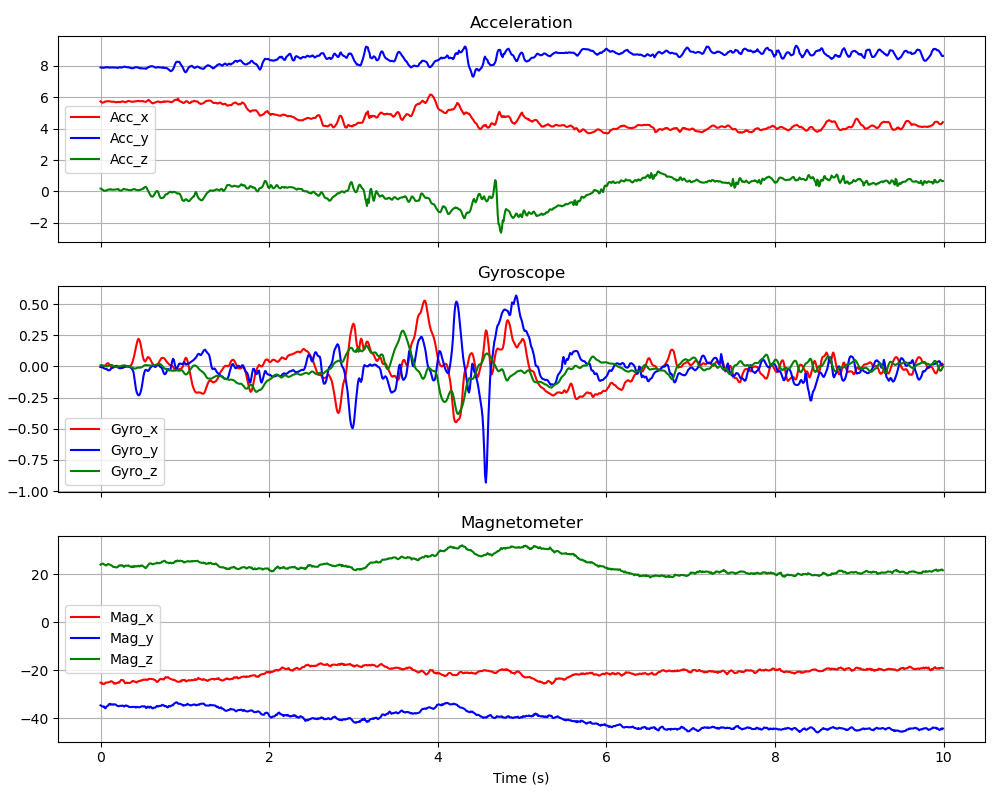 Acceleration
8
6
4
2
0
−2
Acc_x
Acc_y
Acc_z
Gyroscope
0.50
0.25
0.00
−0.25
−0.50
−0.75
−1.00
Gyro_x
Gyro_y
Gyro_z
Magnetometer
20
0
−20
−40
Mag_x
Mag_y
Mag_z
0 2 4 6 8 10
Time (s)